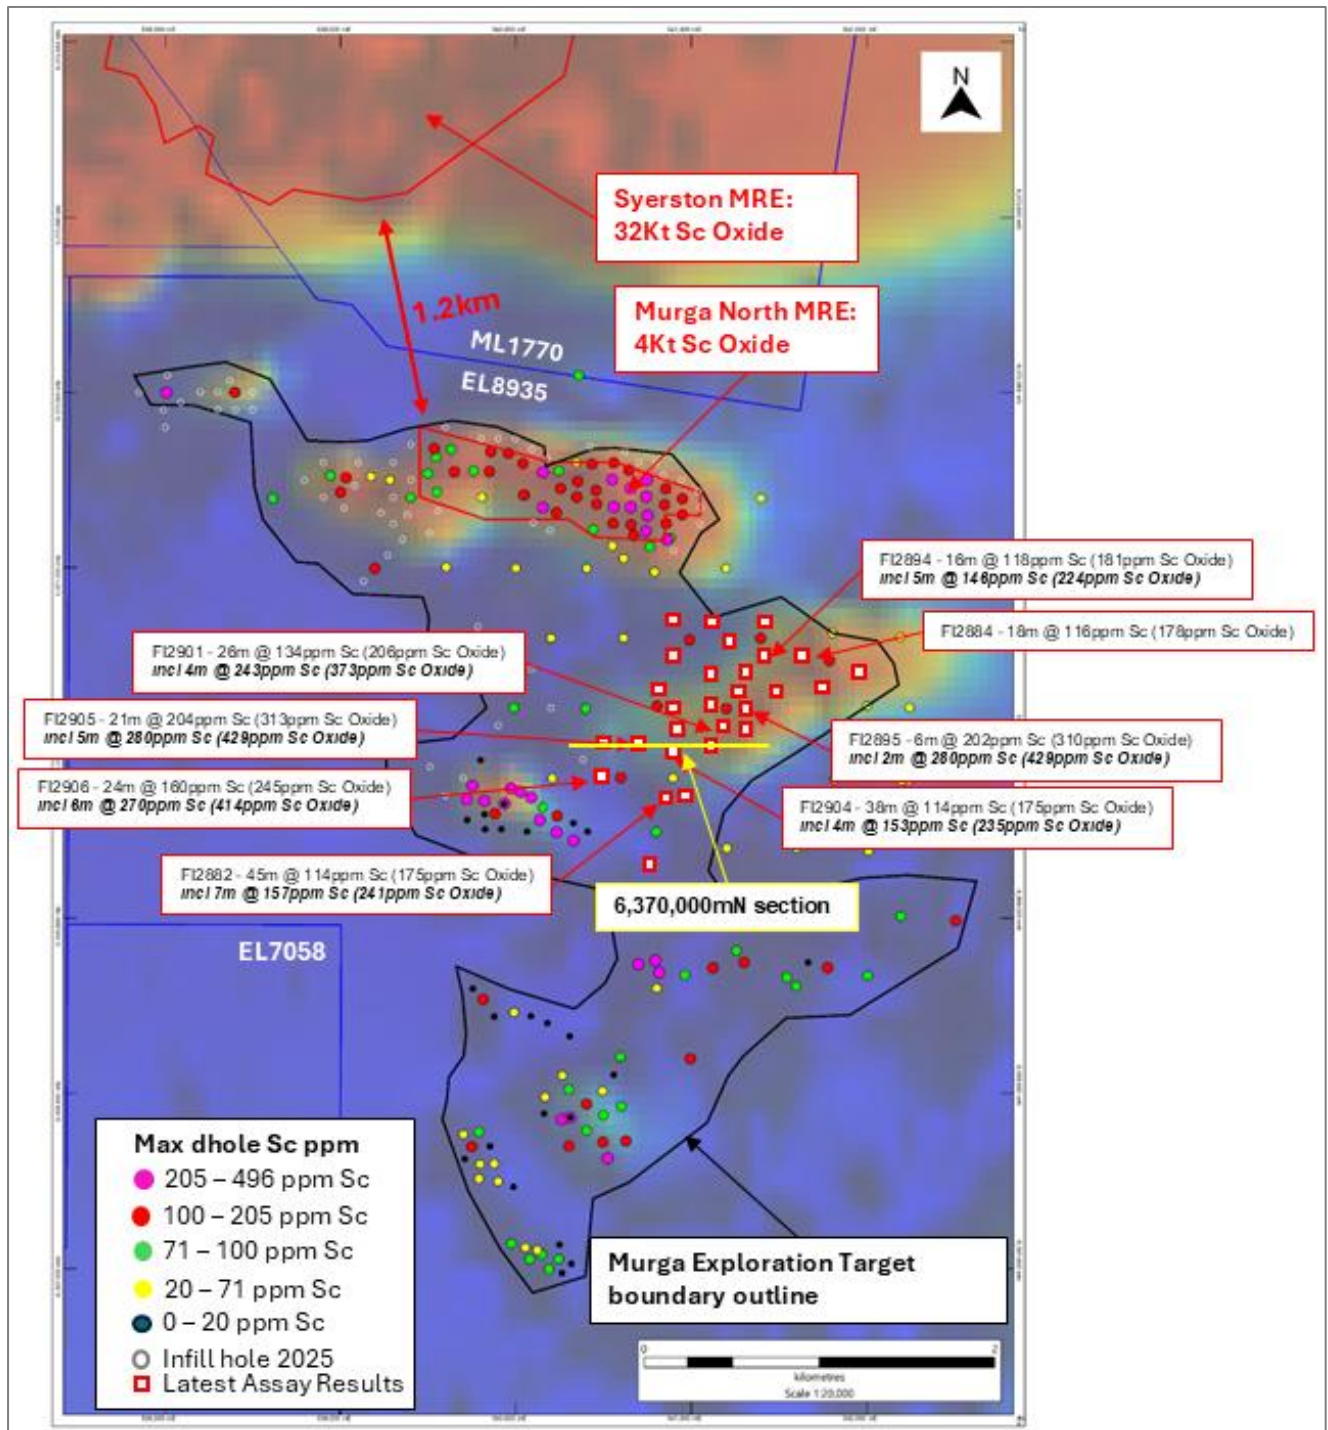 N
Syerston MRE:
32Kt Sc Oxide
1.2km
Murga North MRE:
4Kt Sc Oxide
ML1770
EL8935
FI2894 - 16m @ 118ppm Sc (181ppm Sc Oxide)
incl 5m @ 146ppm Sc (224ppm Sc Oxide)
FI2884 - 18m @ 116ppm Sc (178ppm Sc Oxide)
FI2901 - 26m @ 134ppm Sc (206ppm Sc Oxide)
incl 4m @ 243ppm Sc (373ppm Sc Oxide)
FI2905 - 21m @ 204ppm Sc (313ppm Sc Oxide)
incl 5m @ 280ppm Sc (429ppm Sc Oxide)
FI2895 - 6m @ 202ppm Sc (310ppm Sc Oxide)
incl 2m @ 280ppm Sc (429ppm Sc Oxide)
FI2906 - 24m @ 160ppm Sc (245ppm Sc Oxide)
incl 6m @ 270ppm Sc (414ppm Sc Oxide)
FI2904 - 38m @ 114ppm Sc (175ppm Sc Oxide)
incl 4m @ 153ppm Sc (235ppm Sc Oxide)
FI2882 - 45m @ 114ppm Sc (175ppm Sc Oxide)
incl 7m @ 157ppm Sc (241ppm Sc Oxide)
6,370,000mN section
EL7058
Max dhole Sc ppm
205 – 496 ppm Sc
100 – 205 ppm Sc
71 – 100 ppm Sc
20 – 71 ppm Sc
0 – 20 ppm Sc
Infill hole 2025
Latest Assay Results
Murga Exploration Target
boundary outline
0 2
kilometres
Scale 1:20,000